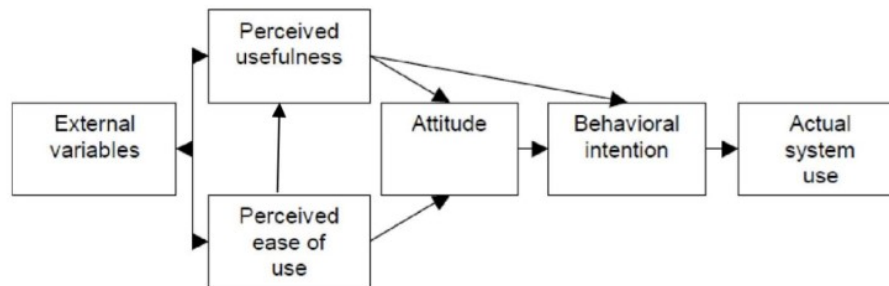 Perceived
usefulness
External
variables
Attitude
Behavioral
intention
Actual
system
use
Perceived
ease of
use